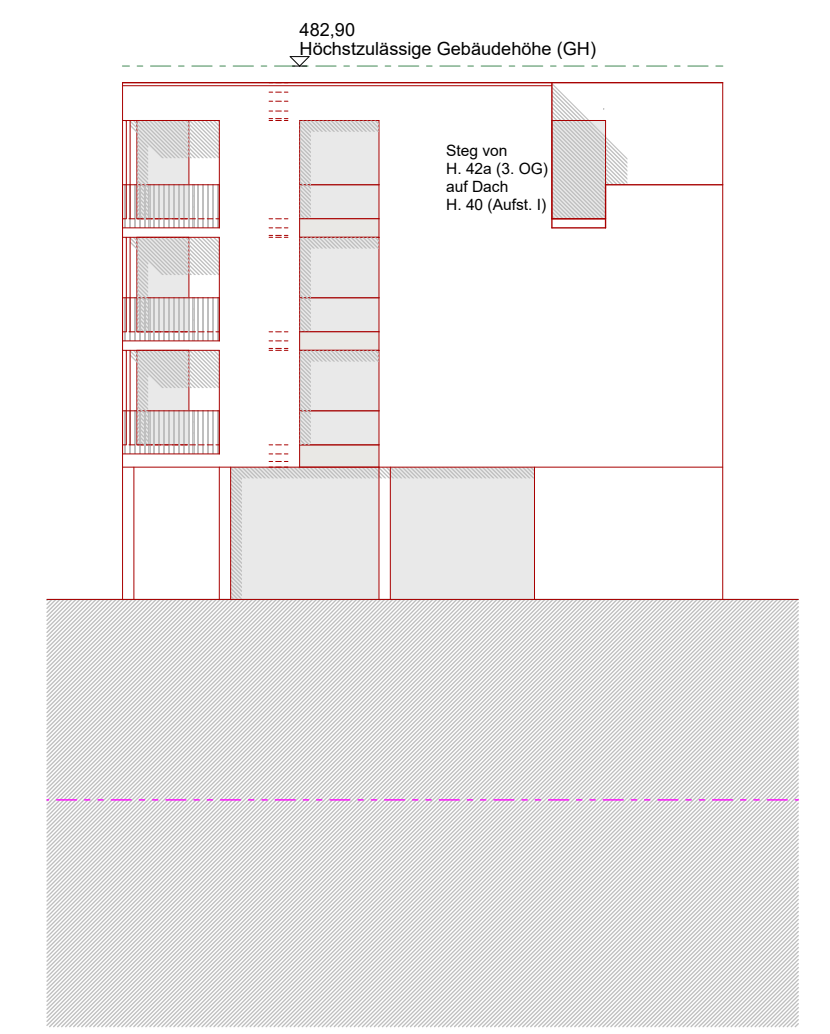 482,90
Höchstzulässige Gebäudehöhe (GH)
Steg von
H. 42a (3. OG)
auf Dach
H. 40 (Aufst. I)